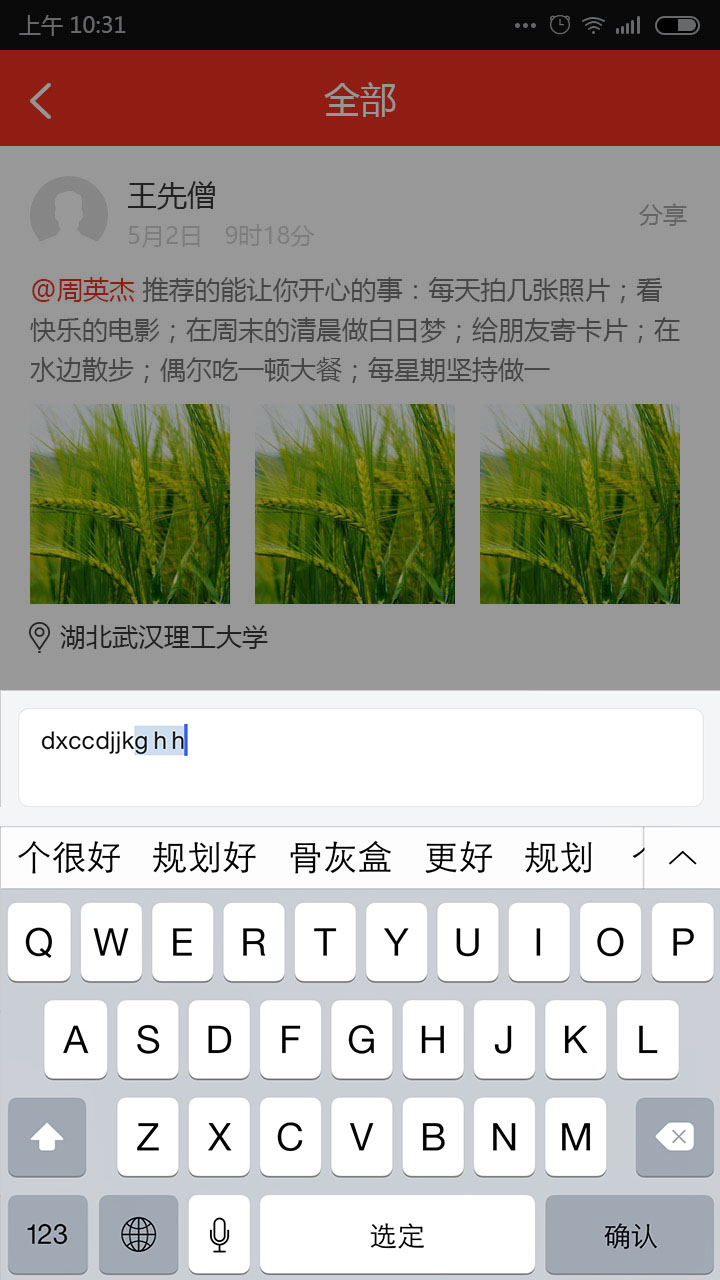 上午 10:31
全部
王先僧
5月2日 9时18分
分享
@周英杰 推荐的能让你开心的事：每天拍几张照片；看
快乐的电影；在周末的清晨做白日梦；给朋友寄卡片；在
水边散步；偶尔吃一顿大餐；每星期坚持做一
湖北武汉理工大学
dxccdjjkg h h
个很好 规划好 骨灰盒 更好 规划
Q W E R T Y U I O P
A S D F G H J K L
Z X C V B N M
123 选定 确认